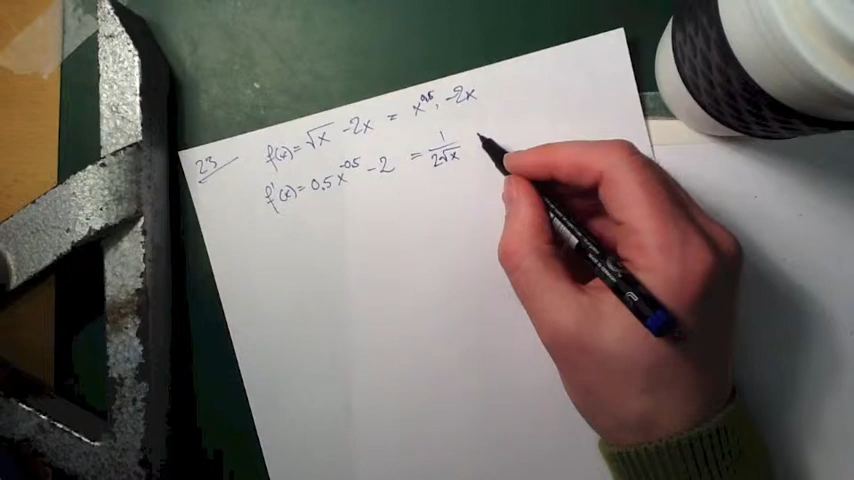 23 f(x) = √x - 2x = x^0.5 - 2x
f'(x) = 0.5x^-0.5 - 2 = 1/(2√x)